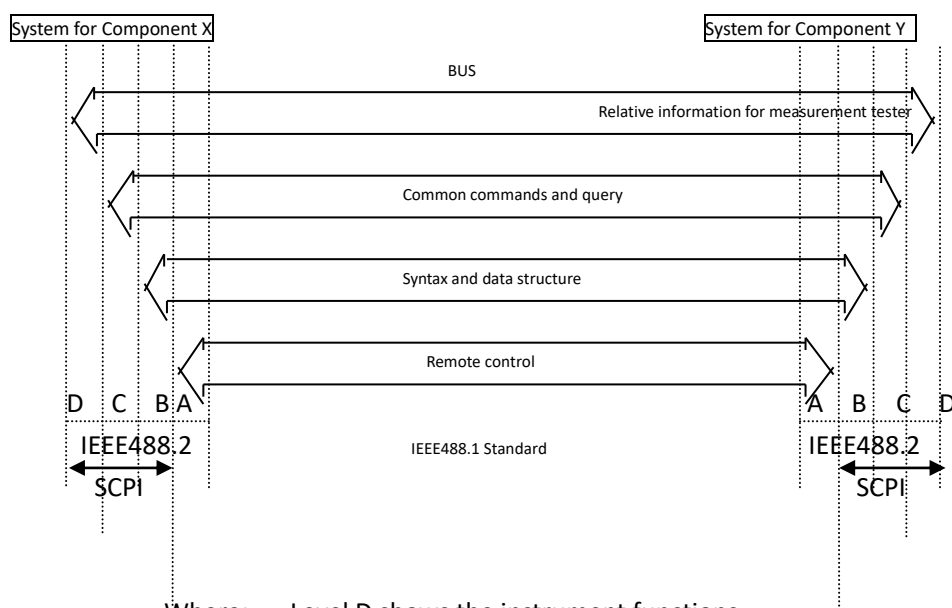 System for Component X
System for Component Y
BUS
Relative information for measurement tester
Common commands and query
Syntax and data structure
Remote control
D C B A
A B C D
IEEE488.2
IEEE488.1 Standard
IEEE488.2
SCPI
SCPI
Where: Level D shows the instrument functions